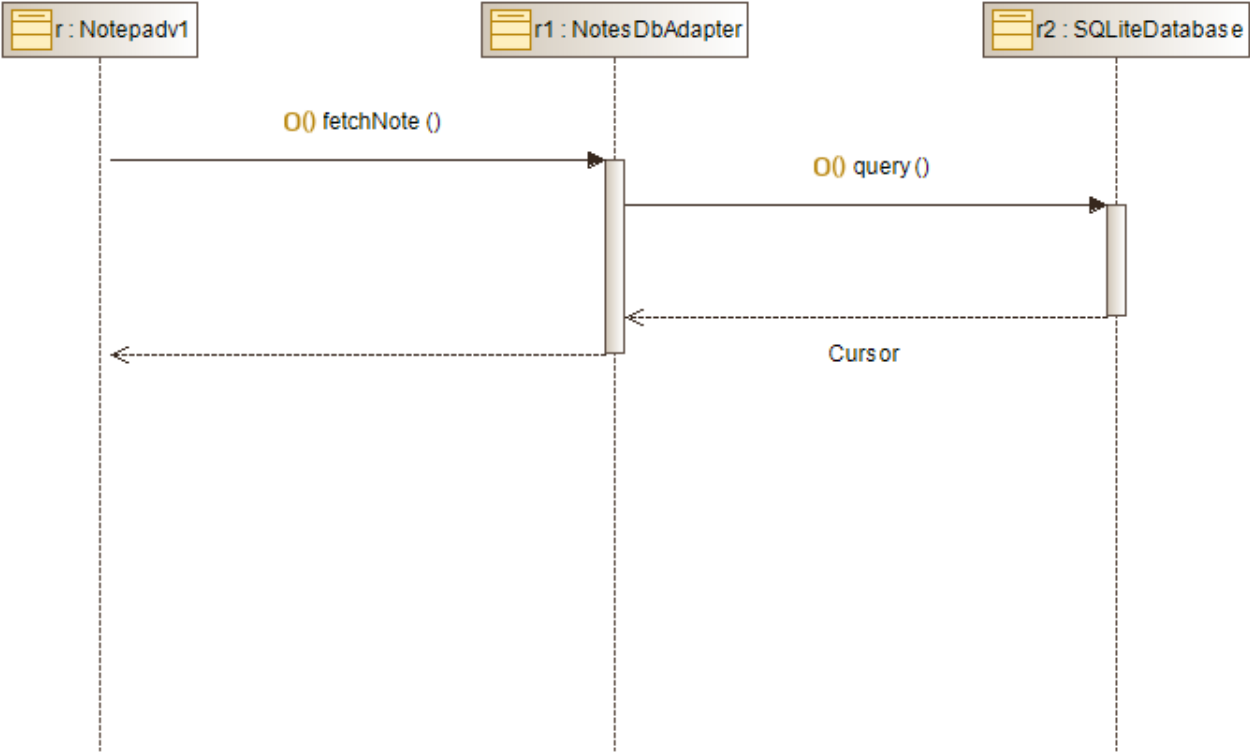 r : Notepadv1
r1 : NotesDbAdapter
r2 : SQLiteDatabase
O() fetchNote ()
O() query ()
Cursor